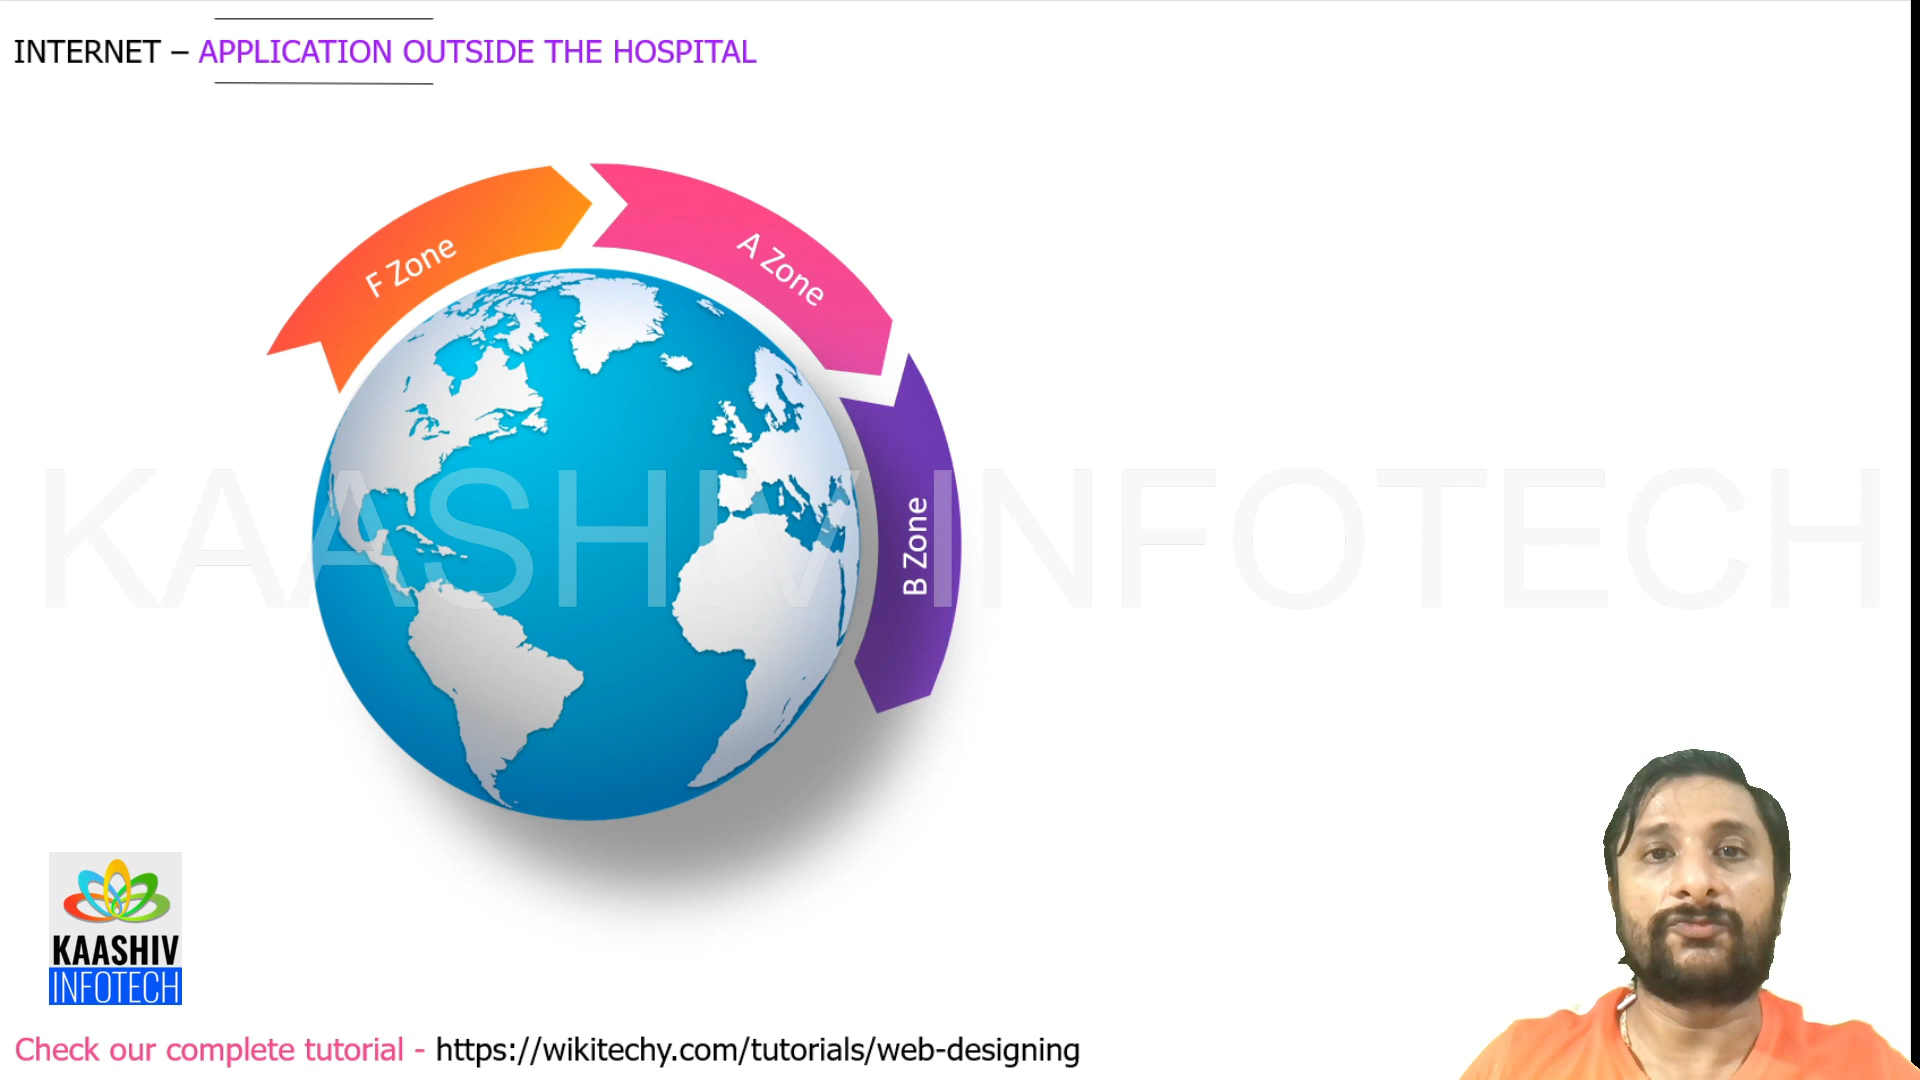 INTERNET – APPLICATION OUTSIDE THE HOSPITAL
F Zone
A Zone
B Zone
KAASHIV INFOTECH
KAASHIV
INFOTECH
Check our complete tutorial - https://wikitechy.com/tutorials/web-designing